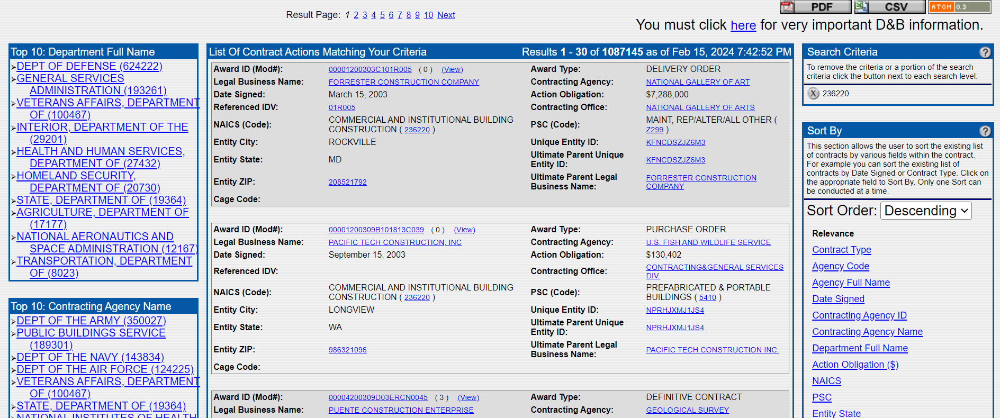 PDF CSV ATOM 0.3
Result Page: 1 2 3 4 5 6 7 8 9 10 Next
You must click here for very important D&B information.
Top 10: Department Full Name
DEPT OF DEFENSE (624222)
GENERAL SERVICES
ADMINISTRATION (193261)
VETERANS AFFAIRS, DEPARTMENT
OF (100467)
INTERIOR, DEPARTMENT OF THE
(29201)
HEALTH AND HUMAN SERVICES,
DEPARTMENT OF (27432)
HOMELAND SECURITY,
DEPARTMENT OF (20730)
STATE, DEPARTMENT OF (19364)
AGRICULTURE, DEPARTMENT OF
(17177)
NATIONAL AERONAUTICS AND
SPACE ADMINISTRATION (12167)
TRANSPORTATION, DEPARTMENT
OF (8023)
Top 10: Contracting Agency Name
DEPT OF THE ARMY (350027)
PUBLIC BUILDINGS SERVICE
(189301)
DEPT OF THE NAVY (143834)
DEPT OF THE AIR FORCE (124225)
VETERANS AFFAIRS, DEPARTMENT
OF (100467)
STATE, DEPARTMENT OF (19364)
NATIONAL INSTITUTES OF HEALTH
List Of Contract Actions Matching Your Criteria Results 1 - 30 of 1087145 as of Feb 15, 2024 7:42:52 PM
Award ID (Mod#): 00001200303C101R005 ( 0 ) (View) Award Type: DELIVERY ORDER
Legal Business Name: FORRESTER CONSTRUCTION COMPANY Contracting Agency: NATIONAL GALLERY OF ART
Date Signed: March 15, 2003 Action Obligation: $7,288,000
Referenced IDV: 01R005 Contracting Office: NATIONAL GALLERY OF ARTS
NAICS (Code): COMMERCIAL AND INSTITUTIONAL BUILDING CONSTRUCTION ( 236220 ) PSC (Code): MAINT, REP/ALTER/ALL OTHER ( Z299 )
Entity City: ROCKVILLE Unique Entity ID: KFNCDSZJZ6M3
Entity State: MD Ultimate Parent Unique Entity ID: KFNCDSZJZ6M3
Entity ZIP: 208521792 Ultimate Parent Legal Business Name: FORRESTER CONSTRUCTION COMPANY
Cage Code:
Award ID (Mod#): 00001200309B101813C039 ( 0 ) (View) Award Type: PURCHASE ORDER
Legal Business Name: PACIFIC TECH CONSTRUCTION, INC Contracting Agency: U.S. FISH AND WILDLIFE SERVICE
Date Signed: September 15, 2003 Action Obligation: $130,402
Referenced IDV: Contracting Office: CONTRACTING&GENERAL SERVICES DIV.
NAICS (Code): COMMERCIAL AND INSTITUTIONAL BUILDING CONSTRUCTION ( 236220 ) PSC (Code): PREFABRICATED & PORTABLE BUILDINGS ( 5410 )
Entity City: LONGVIEW Unique Entity ID: NPRHJXMJ1JS4
Entity State: WA Ultimate Parent Unique Entity ID: NPRHJXMJ1JS4
Entity ZIP: 986321096 Ultimate Parent Legal Business Name: PACIFIC TECH CONSTRUCTION INC.
Cage Code:
Award ID (Mod#): 00004200309D03ERCN0045 ( 3 ) (View) Award Type: DEFINITIVE CONTRACT
Legal Business Name: PUENTE CONSTRUCTION ENTERPRISE Contracting Agency: GEOLOGICAL SURVEY
Search Criteria ?
To remove the criteria or a portion of the search
criteria click the button next to each search level.
X 236220
Sort By ?
This section allows the user to sort the existing list
of contracts by various fields within the contract.
For example you can sort the existing list of
contracts by Date Signed or Contract Type. Click on
the appropriate field to Sort By. Only one Sort can
be conducted at a time.
Sort Order: Descending
Relevance
Contract Type
Agency Code
Agency Full Name
Date Signed
Contracting Agency ID
Contracting Agency Name
Department Full Name
Action Obligation ($)
NAICS
PSC
Entity State